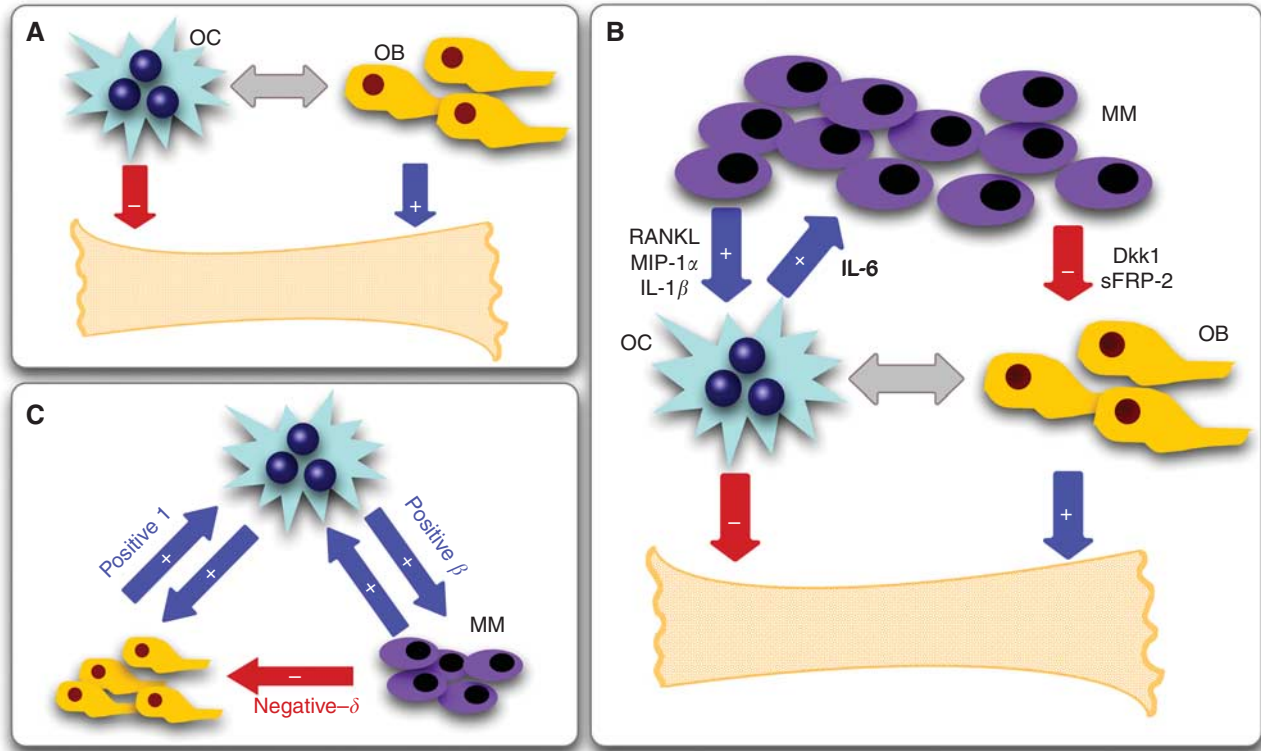 A
OC
OB
−
+
B
MM
RANKL
MIP-1α
IL-1β
+
+
IL-6
−
Dkk1
sFRP-2
OC
OB
−
+
C
Positive 1
+
+
Positive β
+
+
MM
−
Negative–δ